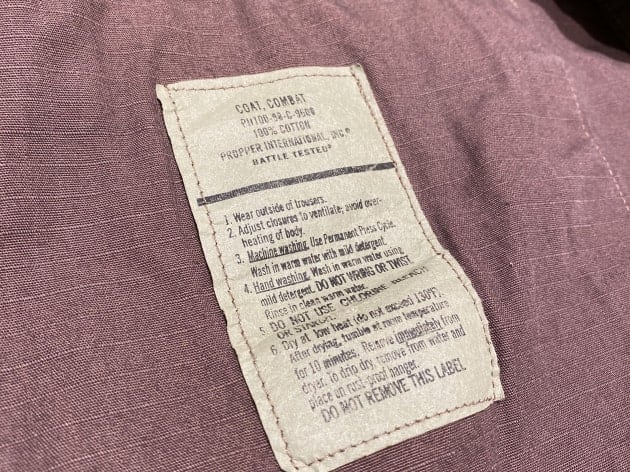 COAT, COMBAT
PU100-98-C-9608
100% COTTON
PROPPER INTERNATIONAL, INC®
BATTLE TESTED®
1. Wear outside of trousers.
2. Adjust closures to ventilate; avoid over-
heating of body.
3. Machine washing. Use Permanent Press Cycle.
Wash in warm water with mild detergent.
4. Hand washing. Wash in warm water using
mild detergent. DO NOT WRING OR TWIST
Rinse in clean warm water.
5. DO NOT USE CHLORINE BLEACH
OR STARCH.
6. Dry at low heat (do not exceed 130°F).
After drying, tumble at room temperature
for 10 minutes. Remove immediately from
dryer. To drip dry, remove from water and
place on rust-proof hanger.
DO NOT REMOVE THIS LABEL